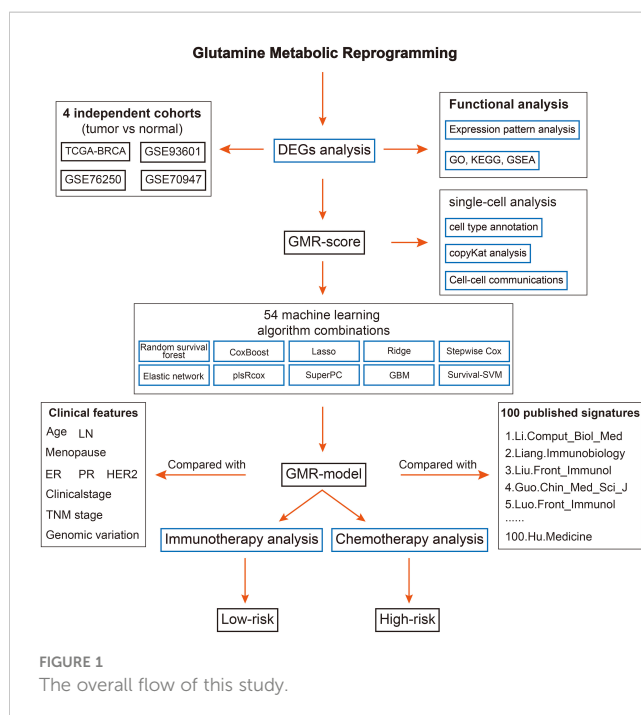 Glutamine Metabolic Reprogramming
4 independent cohorts
(tumor vs normal)
TCGA-BRCA
GSE93601
GSE76250
GSE70947
DEGs analysis
Functional analysis
Expression pattern analysis
GO, KEGG, GSEA
GMR-score
single-cell analysis
cell type annotation
copyKat analysis
Cell-cell communications
54 machine learning
algorithm combinations
Random survival
forest
CoxBoost
Lasso
Ridge
Stepwise Cox
Elastic network
plsRcox
SuperPC
GBM
Survival-SVM
Clinical features
Age LN
Menopause
ER PR HER2
Clinicalstage
TNM stage
Genomic variation
Compared with
GMR-model
Compared with
100 published signatures
1.Li.Comput_Biol_Med
2.Liang.Immunobiology
3.Liu.Front_Immunol
4.Guo.Chin_Med_Sci_J
5.Luo.Front_Immunol
......
100.Hu.Medicine
Immunotherapy analysis
Chemotherapy analysis
Low-risk
High-risk
FIGURE 1
The overall flow of this study.